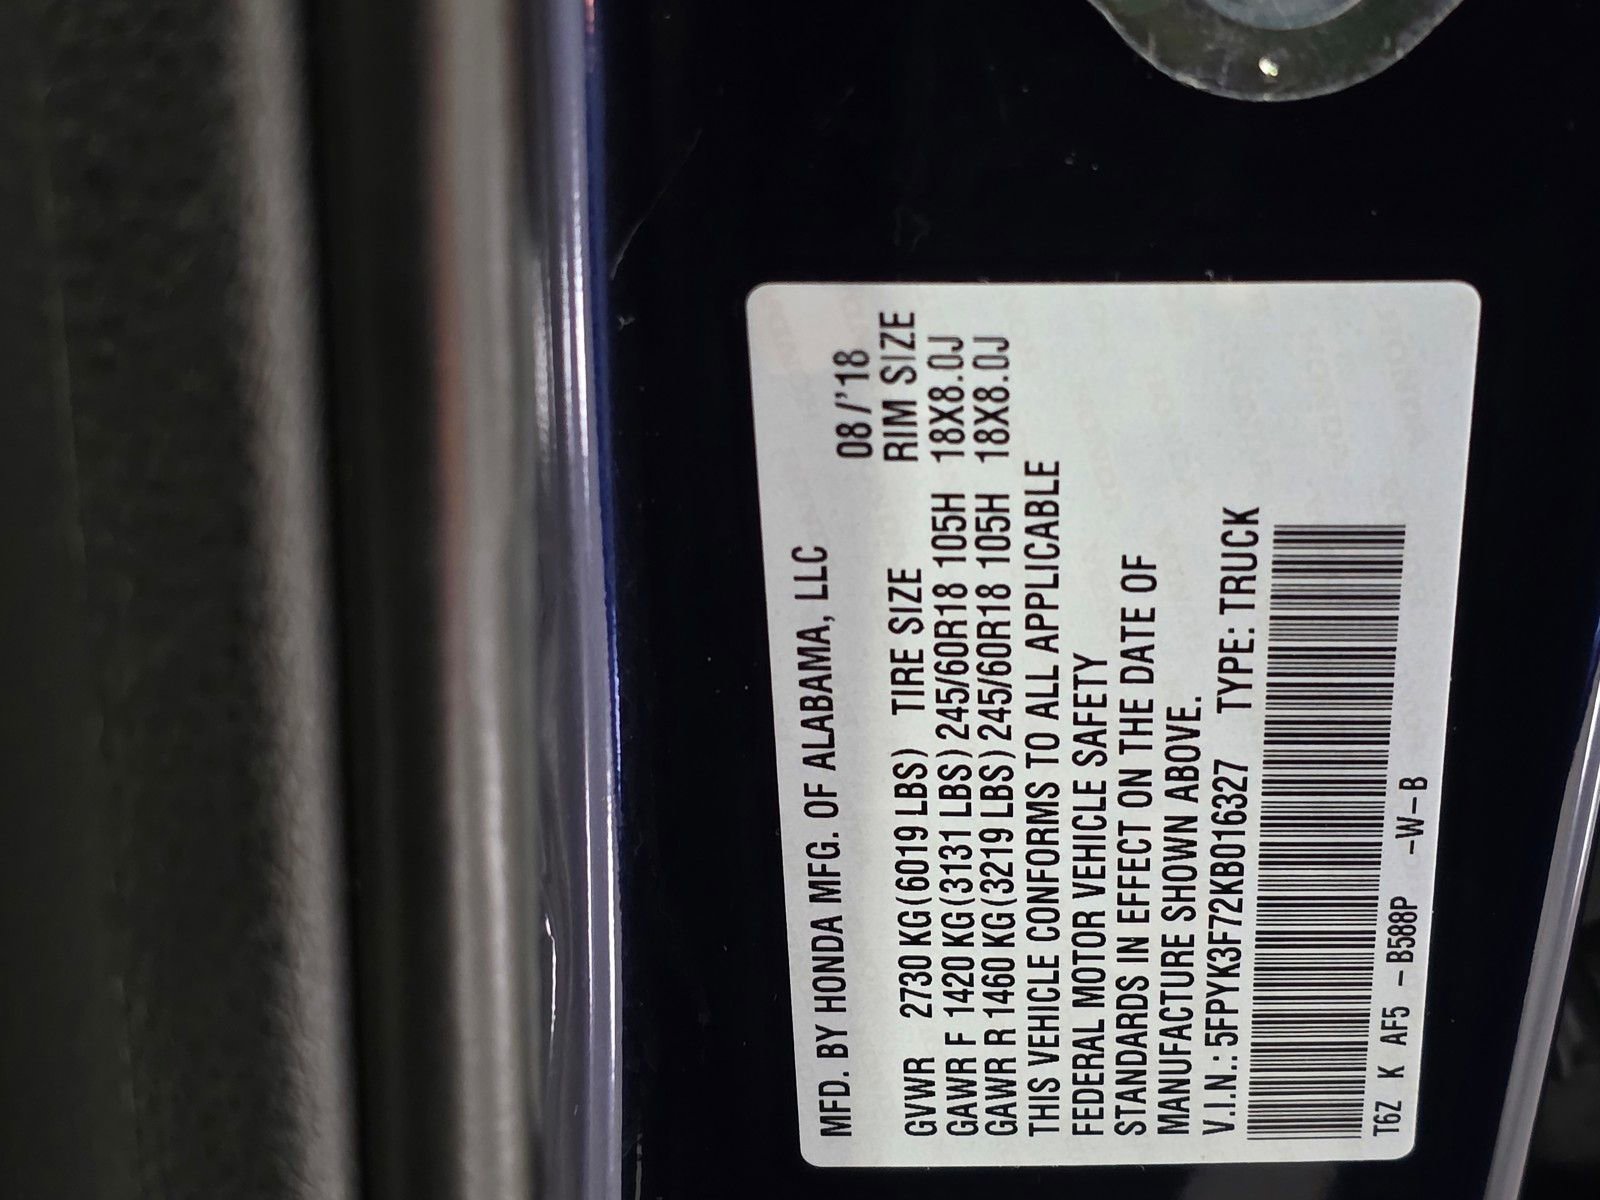 MFD. BY HONDA MFG. OF ALABAMA, LLC
08/'18
GVWR 2730 KG (6019 LBS) TIRE SIZE RIM SIZE
GAWR F 1420 KG (3131 LBS) 245/60R18 105H 18X8.0J
GAWR R 1460 KG (3219 LBS) 245/60R18 105H 18X8.0J
THIS VEHICLE CONFORMS TO ALL APPLICABLE
FEDERAL MOTOR VEHICLE SAFETY
STANDARDS IN EFFECT ON THE DATE OF
MANUFACTURE SHOWN ABOVE.
V.I.N.: 5FPYK3F72KB016327 TYPE: TRUCK
T6Z K AF5 -B588P -W-B